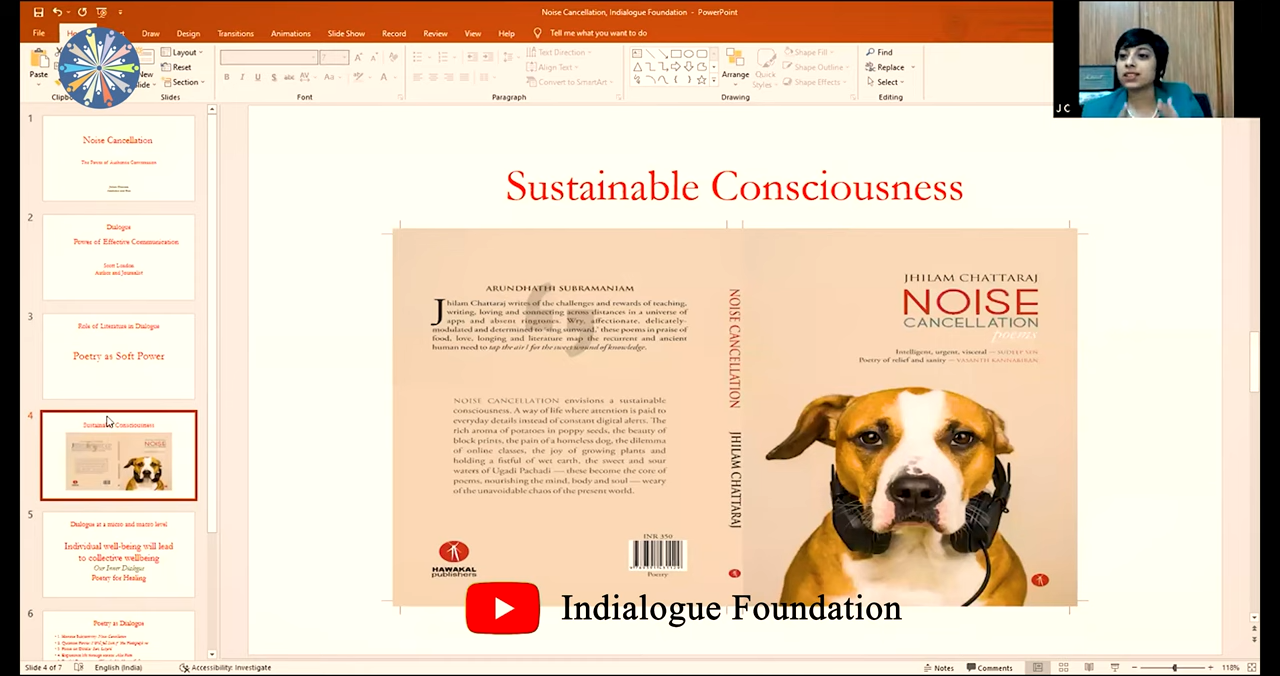 Noise Cancellation, Indialogue Foundation - PowerPoint
File
Draw
Design
Transitions
Animations
Slide Show
Record
Review
View
Help
Tell me what you want to do
Paste
Layout
Reset
Section
Slides
Font
Text Direction
Align Text
Convert to SmartArt
Paragraph
Arrange
Quick
Styles
Shape Fill
Shape Outline
Shape Effects
Drawing
Find
Replace
Select
Editing
J C
1
Noise Cancellation
2
Dialogue
Power of Effective Communication
Scott London
Author and Journalist
3
Role of Literature in Dialogue
Poetry as Soft Power
4
Sustainable Consciousness
5
Dialogue at a micro and macro level
Individual well-being will lead
to collective wellbeing
Our Inner Dialogue
Poetry for Healing
6
Poetry as Dialogue
Sustainable Consciousness
ARUNDHATHI SUBRAMANIAM
Jhilam Chattaraj writes of the challenges and rewards of teaching,
writing, loving and connecting across distances in a universe of
apps and absent ringtones. Wry, affectionate, delicately-
modulated and determined to 'sing sunward,' these poems in praise of
food, love, longing and literature map the recurrent and ancient
human need to tap the air / for the sweet sound of knowledge.
NOISE CANCELLATION envisions a sustainable
consciousness. A way of life where attention is paid to
everyday details instead of constant digital alerts. The
rich aroma of potatoes in poppy seeds, the beauty of
block prints, the pain of a homeless dog, the dilemma
of online classes, the joy of growing plants and
holding a fistful of wet earth, the sweet and sour
waters of Ugadi Pachadi — these become the core of
poems, nourishing the mind, body and soul — weary
of the unavoidable chaos of the present world.
HAWAKAL
publishers
INR 350
Poetry
NOISE CANCELLATION
JHILAM CHATTARAJ
JHILAM CHATTARAJ
NOISE
CANCELLATION
poems
Intelligent, urgent, visceral — SUDEEP SEN
Poetry of relief and sanity — VASANTH KANNABIRAN
Indialogue Foundation
Slide 4 of 7
English (India)
Accessibility: Investigate
Notes
Comments
118%